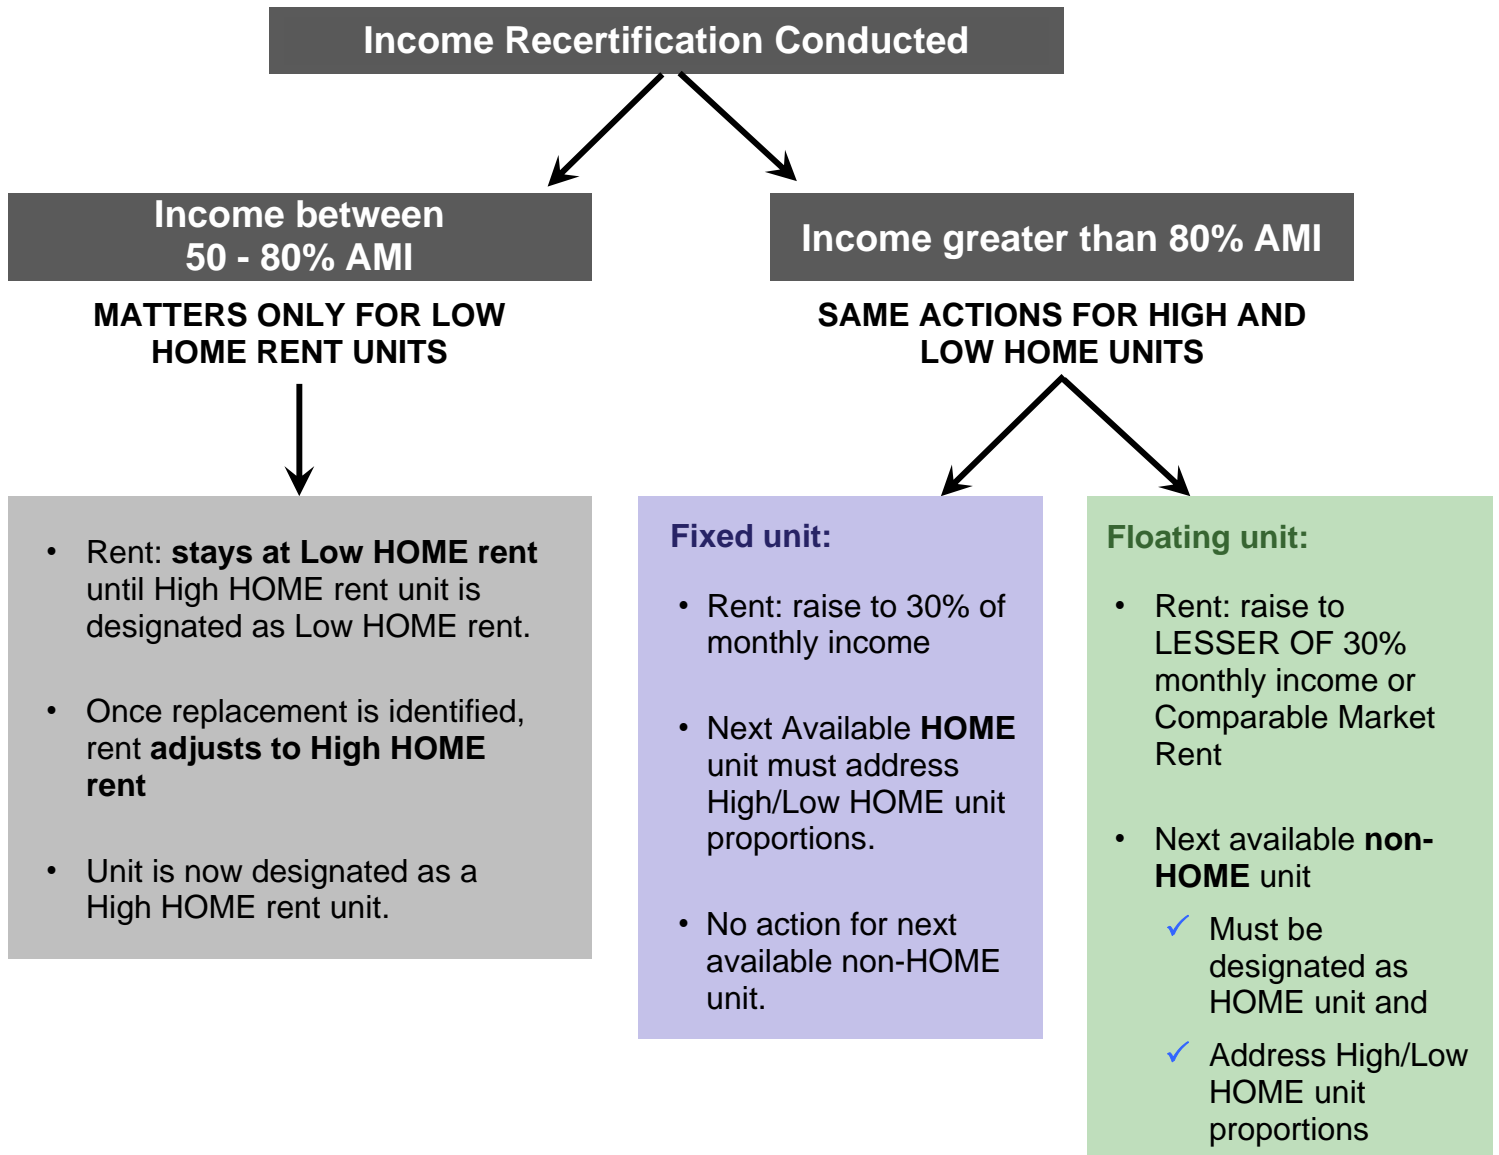 Income Recertification Conducted
Income between
50 - 80% AMI
MATTERS ONLY FOR LOW
HOME RENT UNITS
• Rent: stays at Low HOME rent
until High HOME rent unit is
designated as Low HOME rent.
• Once replacement is identified,
rent adjusts to High HOME
rent
• Unit is now designated as a
High HOME rent unit.
Income greater than 80% AMI
SAME ACTIONS FOR HIGH AND
LOW HOME UNITS
Fixed unit:
• Rent: raise to 30% of
monthly income
• Next Available HOME
unit must address
High/Low HOME unit
proportions.
• No action for next
available non-HOME
unit.
Floating unit:
• Rent: raise to
LESSER OF 30%
monthly income or
Comparable Market
Rent
• Next available non-
HOME unit
✓ Must be
designated as
HOME unit and
✓ Address High/Low
HOME unit
proportions